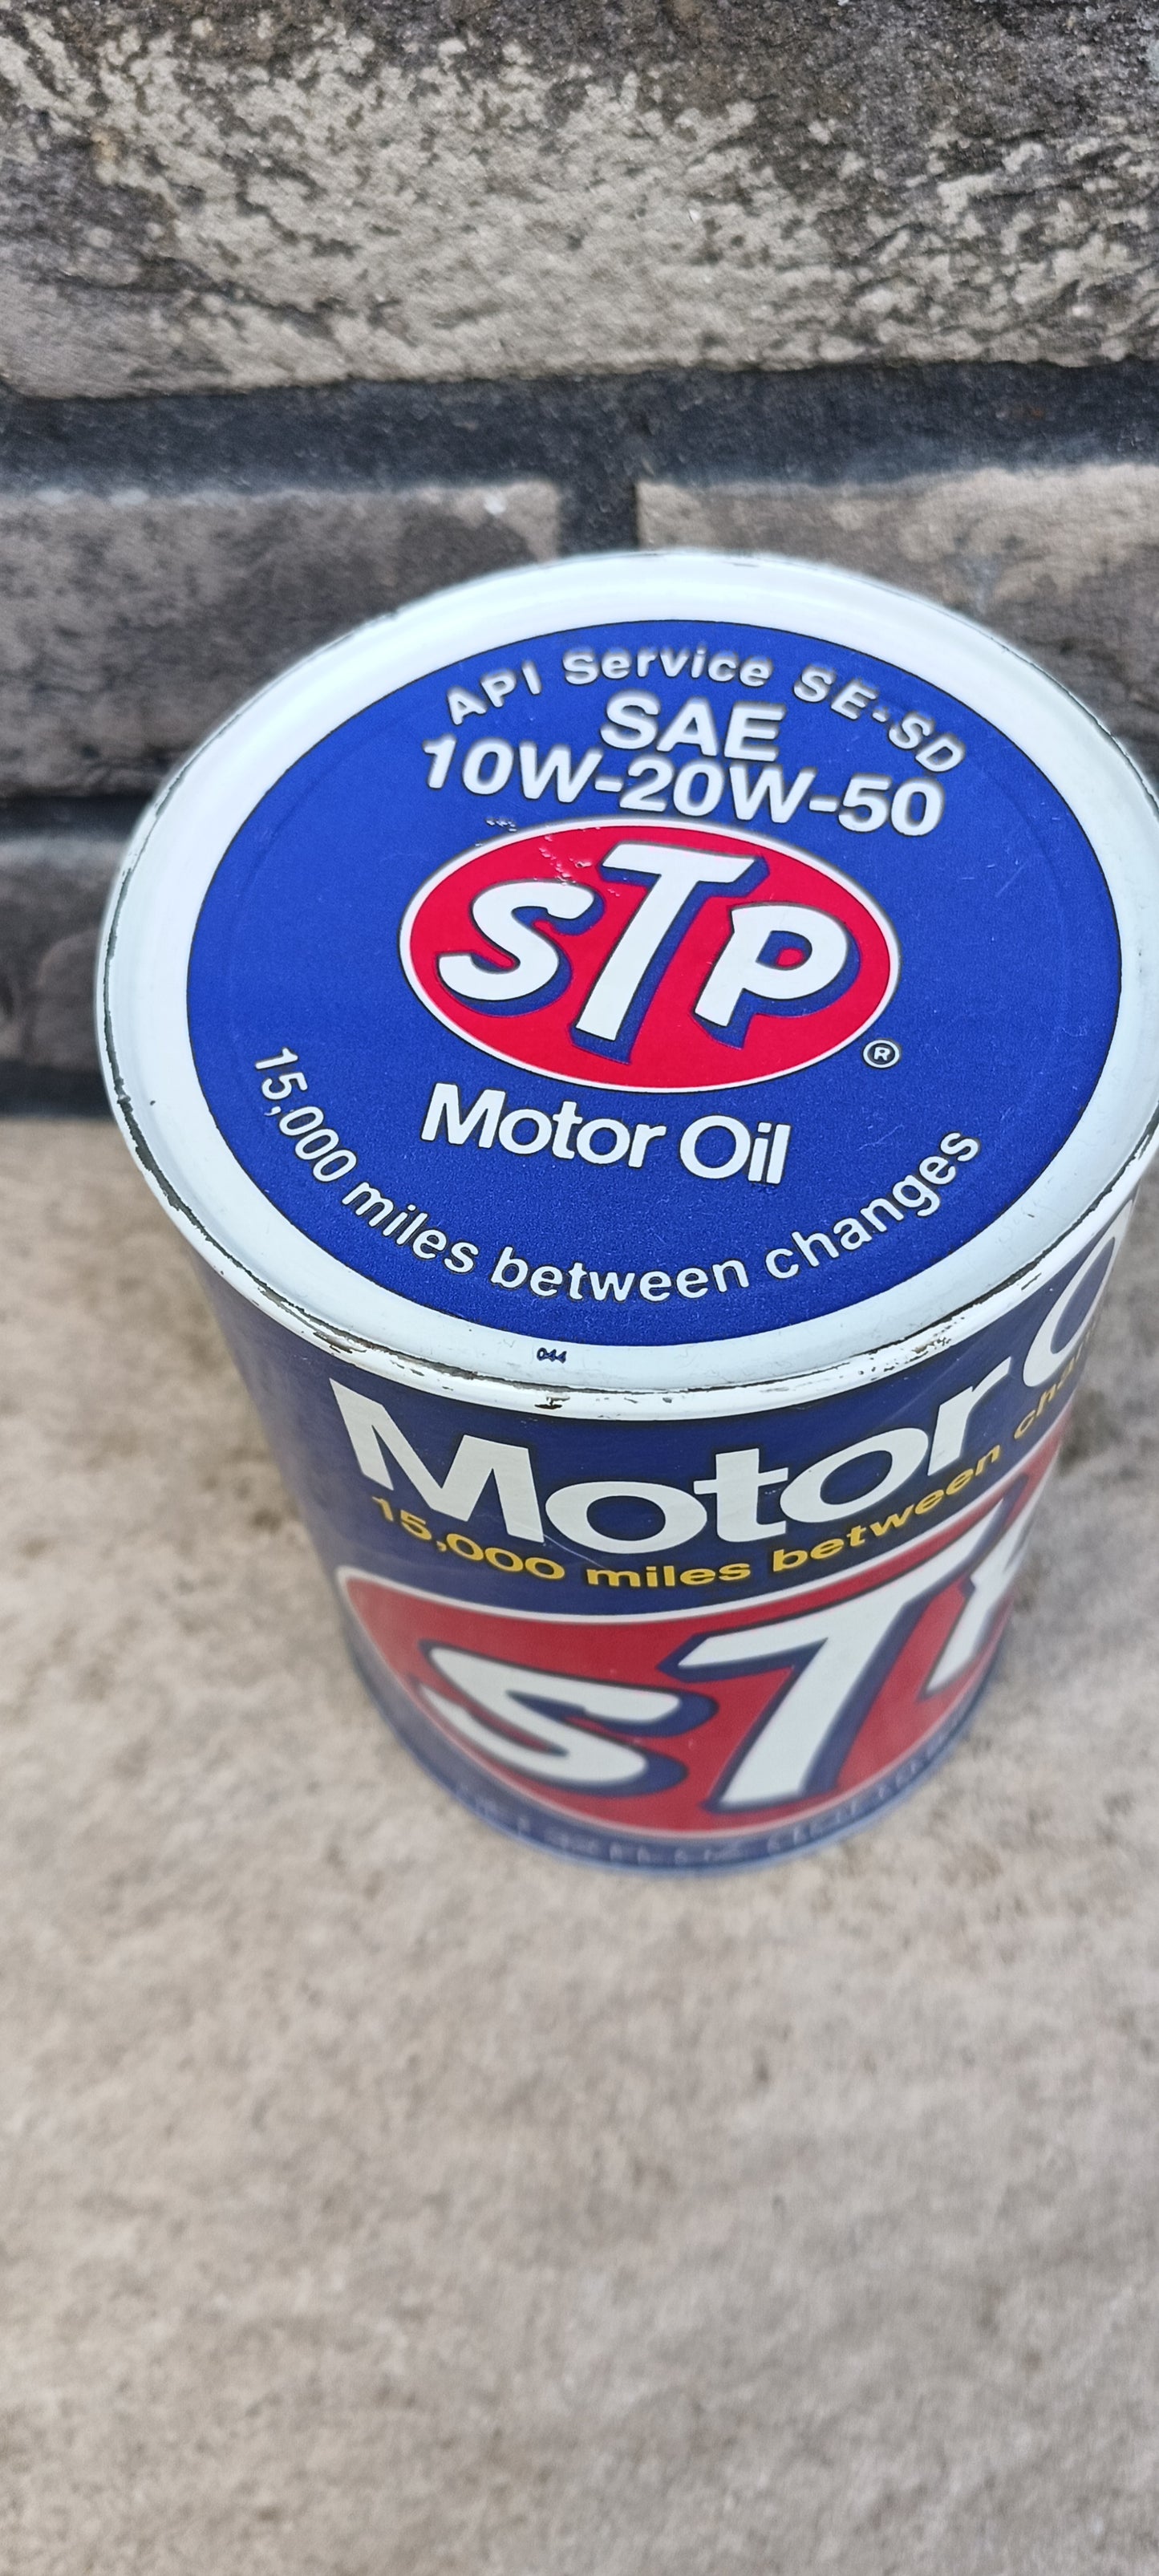 API Service SE-SD
SAE
10W-20W-50
STP
®
Motor Oil
15,000 miles between changes
044
Motor
15,000 miles between
ST